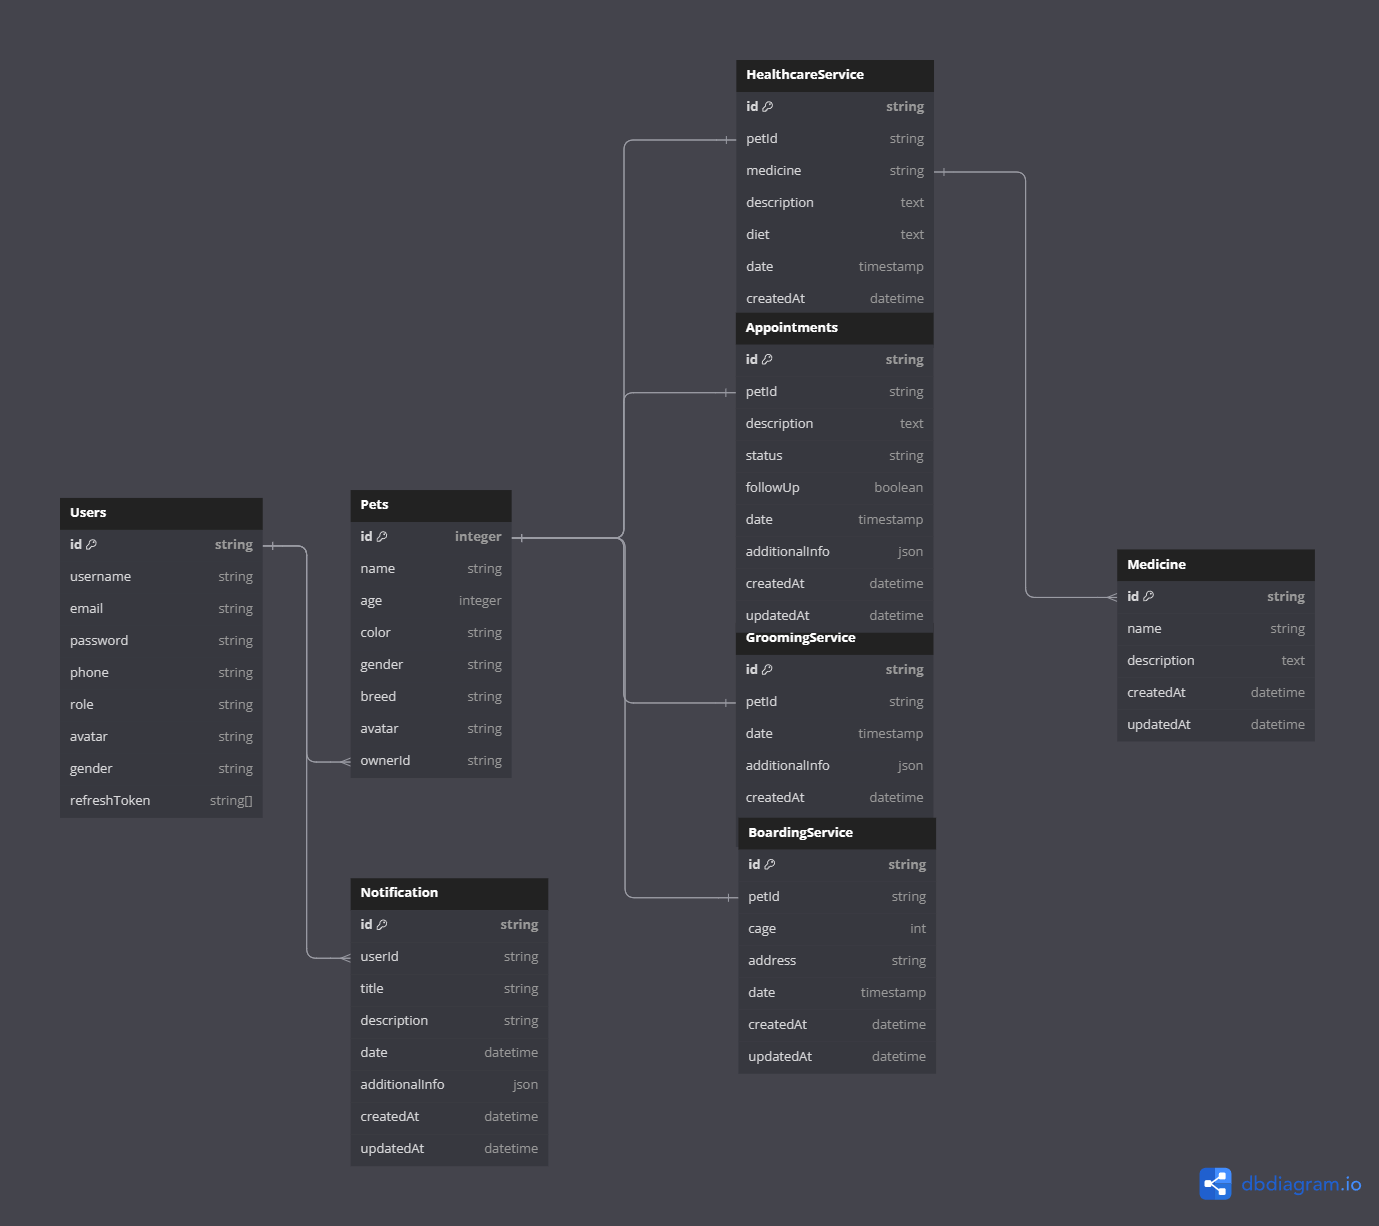 HealthcareService
id string
petId string
medicine string
description text
diet text
date timestamp
createdAt datetime
Appointments
id string
petId string
description text
status string
followUp boolean
date timestamp
additionalInfo json
createdAt datetime
updatedAt datetime
GroomingService
id string
petId string
date timestamp
additionalInfo json
createdAt datetime
BoardingService
id string
petId string
cage int
address string
date timestamp
createdAt datetime
updatedAt datetime
Users
id string
username string
email string
password string
phone string
role string
avatar string
gender string
refreshToken string[]
Pets
id integer
name string
age integer
color string
gender string
breed string
avatar string
ownerId string
Notification
id string
userId string
title string
description string
date datetime
additionalInfo json
createdAt datetime
updatedAt datetime
Medicine
id string
name string
description text
createdAt datetime
updatedAt datetime
dbdiagram.io